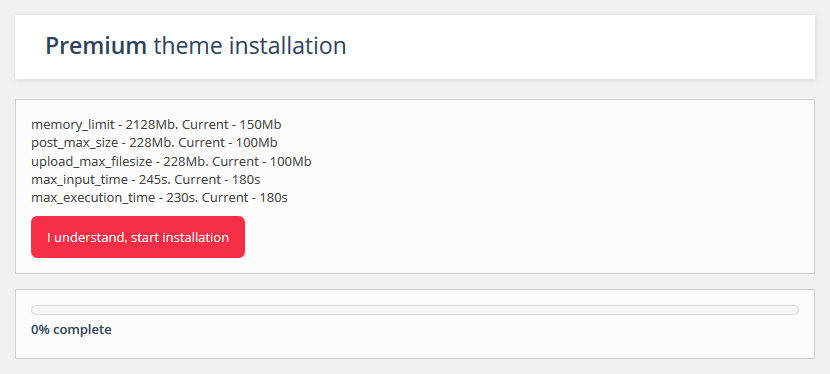 Premium theme installation
memory_limit - 2128Mb. Current - 150Mb
post_max_size - 228Mb. Current - 100Mb
upload_max_filesize - 228Mb. Current - 100Mb
max_input_time - 245s. Current - 180s
max_execution_time - 230s. Current - 180s
I understand, start installation
0% complete